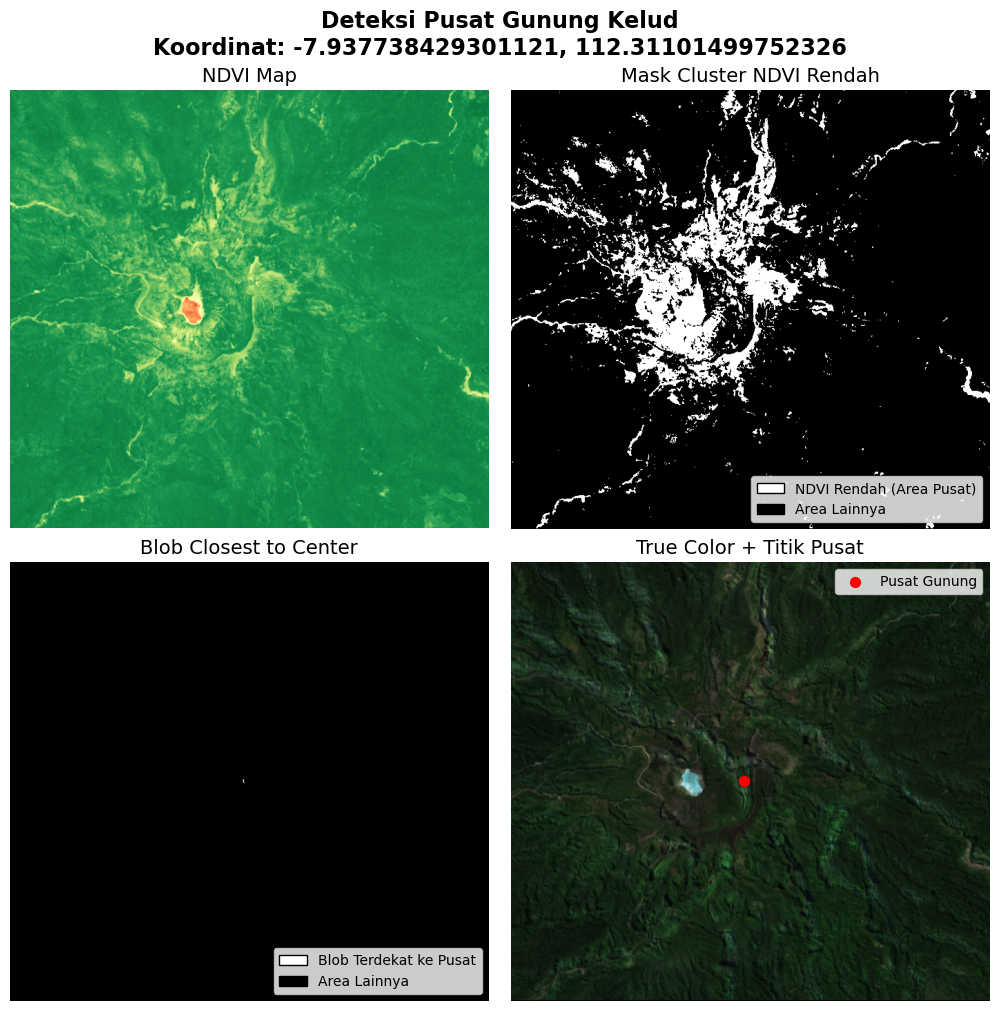 Deteksi Pusat Gunung Kelud
Koordinat: -7.937738429301121, 112.31101499752326
NDVI Map
Mask Cluster NDVI Rendah
NDVI Rendah (Area Pusat)
Area Lainnya
Blob Closest to Center
True Color + Titik Pusat
Pusat Gunung
Blob Terdekat ke Pusat
Area Lainnya